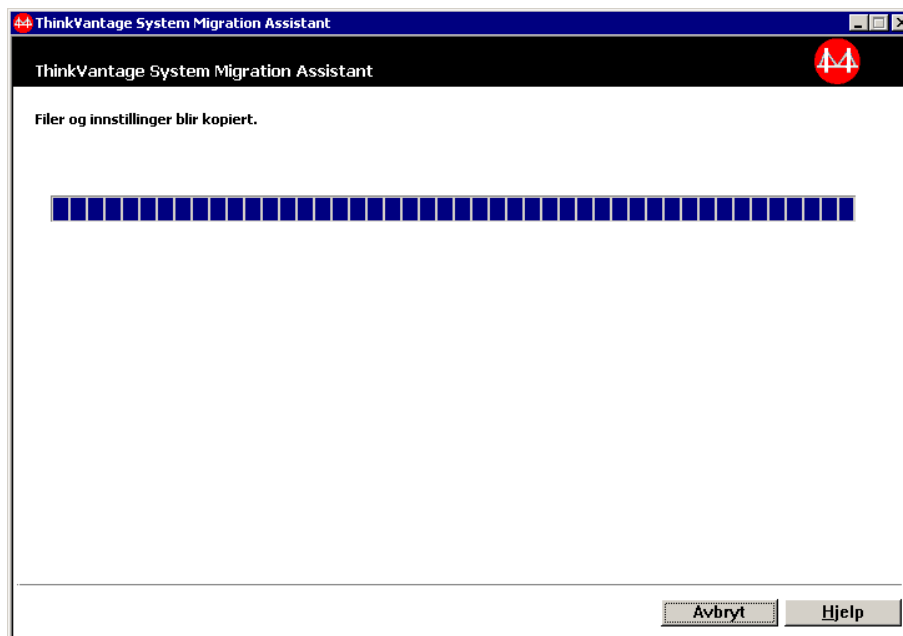 ThinkVantage System Migration Assistant
ThinkVantage System Migration Assistant
Filer og innstillinger blir kopiert.
Avbryt Hjelp